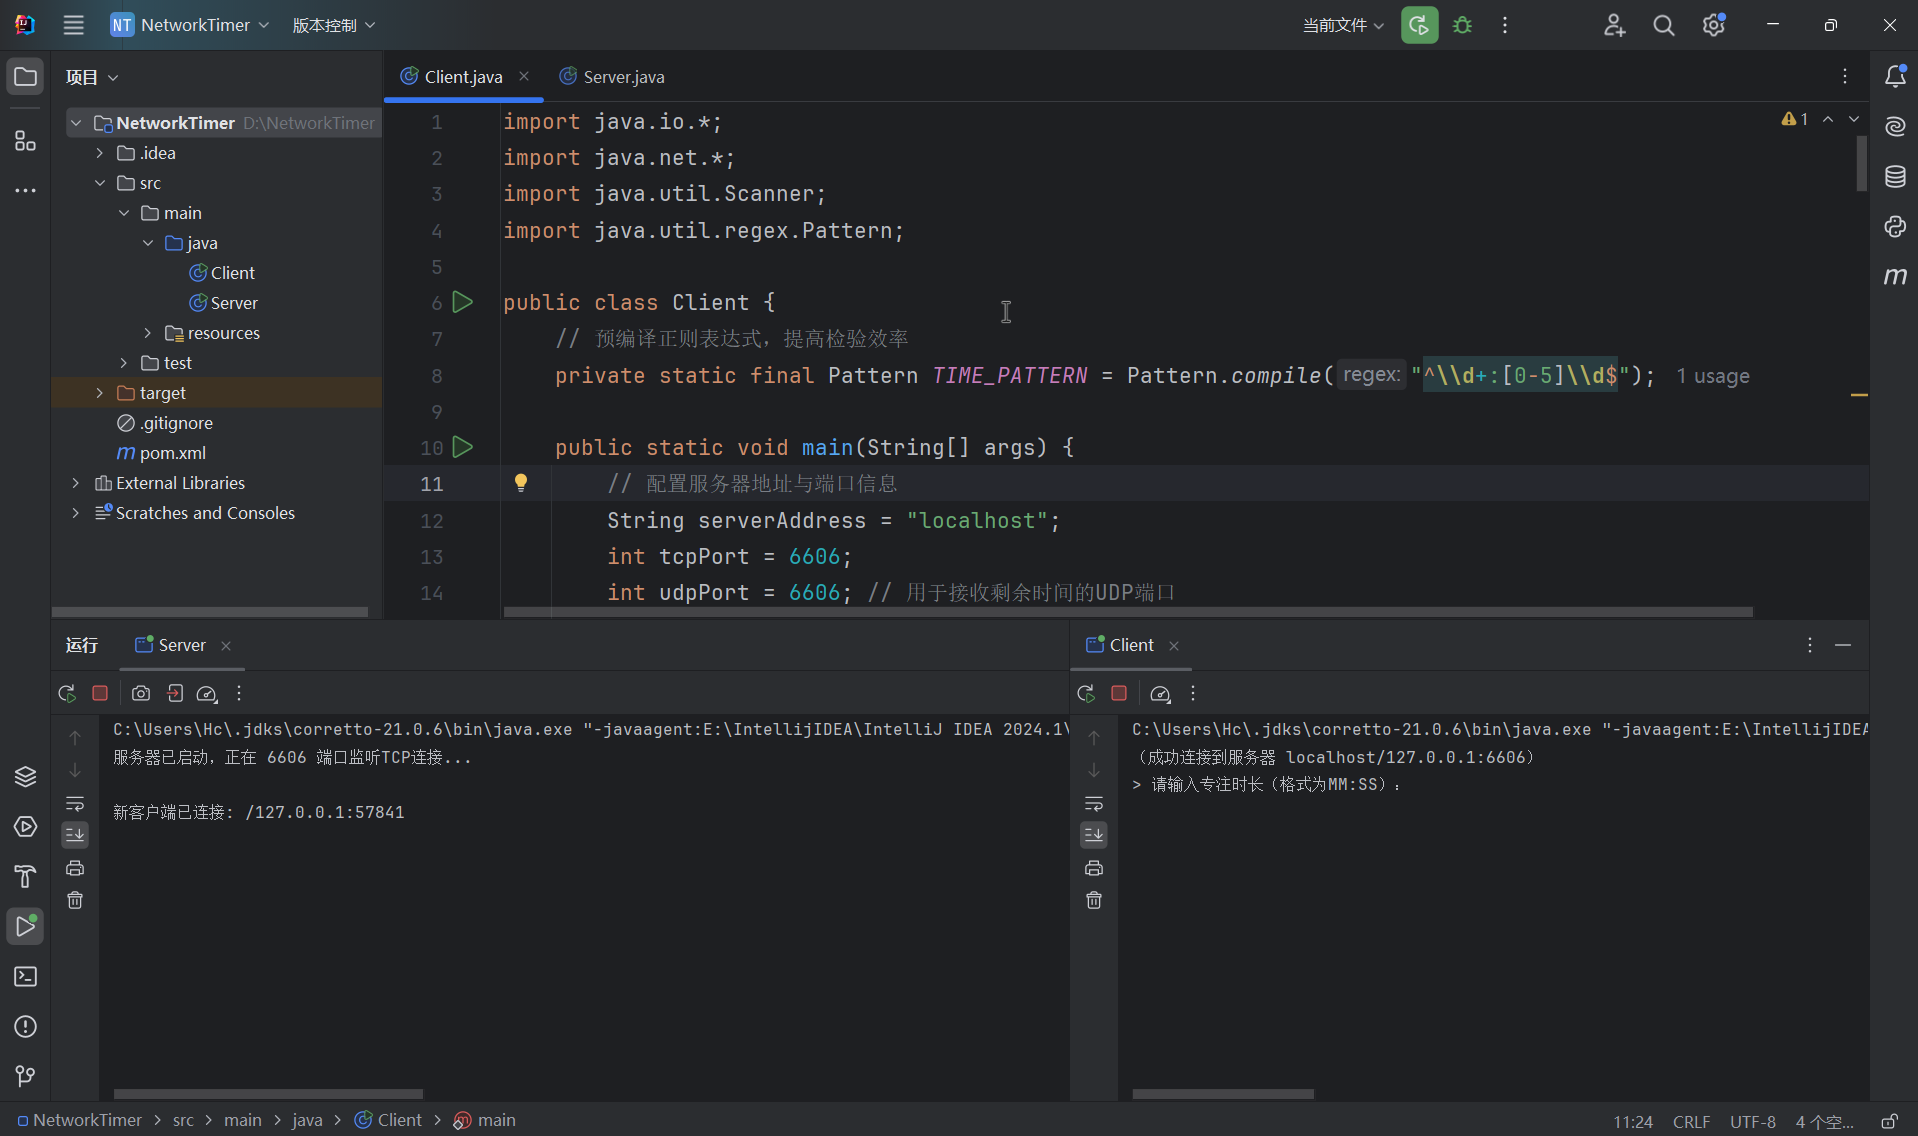 NT NetworkTimer 版本控制 当前文件
项目
Client.java Server.java
NetworkTimer D:\NetworkTimer
.idea
src
main
java
Client
Server
resources
test
target
.gitignore
m pom.xml
External Libraries
Scratches and Consoles
1 import java.io.*;
2 import java.net.*;
3 import java.util.Scanner;
4 import java.util.regex.Pattern;
5
6 public class Client {
7 // 预编译正则表达式，提高检验效率
8 private static final Pattern TIME_PATTERN = Pattern.compile( regex: "^\\d+:[0-5]\\d$"); 1 usage
9
10 public static void main(String[] args) {
11 // 配置服务器地址与端口信息
12 String serverAddress = "localhost";
13 int tcpPort = 6606;
14 int udpPort = 6606; // 用于接收剩余时间的UDP端口
1
m
运行 Server
C:\Users\Hc\.jdks\corretto-21.0.6\bin\java.exe "-javaagent:E:\IntellijIDEA\IntelliJ IDEA 2024.1\
服务器已启动，正在 6606 端口监听TCP连接...
新客户端已连接: /127.0.0.1:57841
Client
C:\Users\Hc\.jdks\corretto-21.0.6\bin\java.exe "-javaagent:E:\IntellijIDEA
（成功连接到服务器 localhost/127.0.0.1:6606）
> 请输入专注时长（格式为MM:SS）：
NetworkTimer > src > main > java > Client > main
11:24 CRLF UTF-8 4 个空...